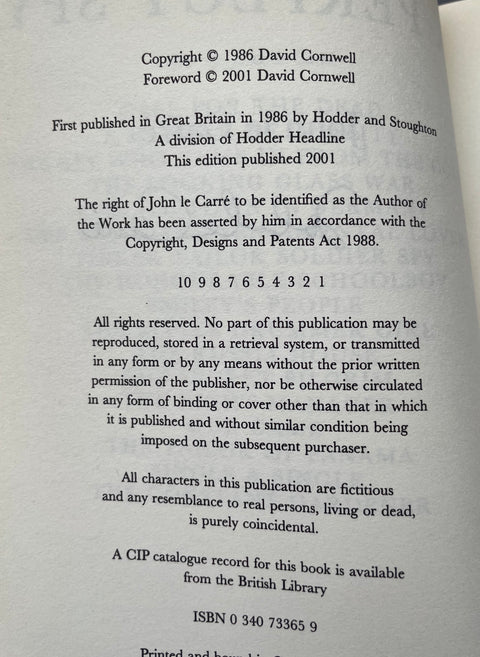 Copyright © 1986 David Cornwell
Foreword © 2001 David Cornwell
First published in Great Britain in 1986 by Hodder and Stoughton
A division of Hodder Headline
This edition published 2001
The right of John le Carré to be identified as the Author of
the Work has been asserted by him in accordance with the
Copyright, Designs and Patents Act 1988.
10 9 8 7 6 5 4 3 2 1
All rights reserved. No part of this publication may be
reproduced, stored in a retrieval system, or transmitted
in any form or by any means without the prior written
permission of the publisher, nor be otherwise circulated
in any form of binding or cover other than that in which
it is published and without similar condition being
imposed on the subsequent purchaser.
All characters in this publication are fictitious
and any resemblance to real persons, living or dead,
is purely coincidental.
A CIP catalogue record for this book is available
from the British Library
ISBN 0 340 73365 9
Printed and bound in